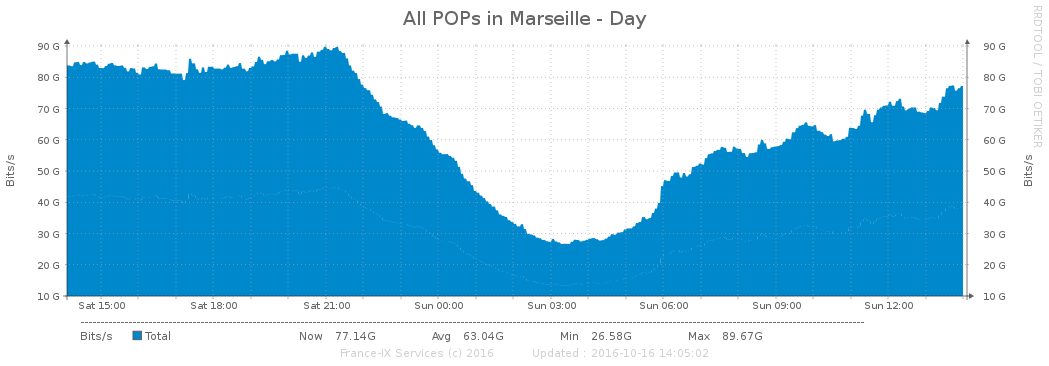 All POPs in Marseille - Day
RRDTOOL / TOBI OETIKER
Bits/s
90 G 90 G
80 G 80 G
70 G 70 G
60 G 60 G
50 G 50 G
40 G 40 G
30 G 30 G
20 G 20 G
10 G 10 G
Bits/s
Sat 15:00 Sat 18:00 Sat 21:00 Sun 00:00 Sun 03:00 Sun 06:00 Sun 09:00 Sun 12:00
Bits/s Total Now 77.14G Avg 63.04G Min 26.58G Max 89.67G
France-IX Services (c) 2016 Updated : 2016-10-16 14:05:02